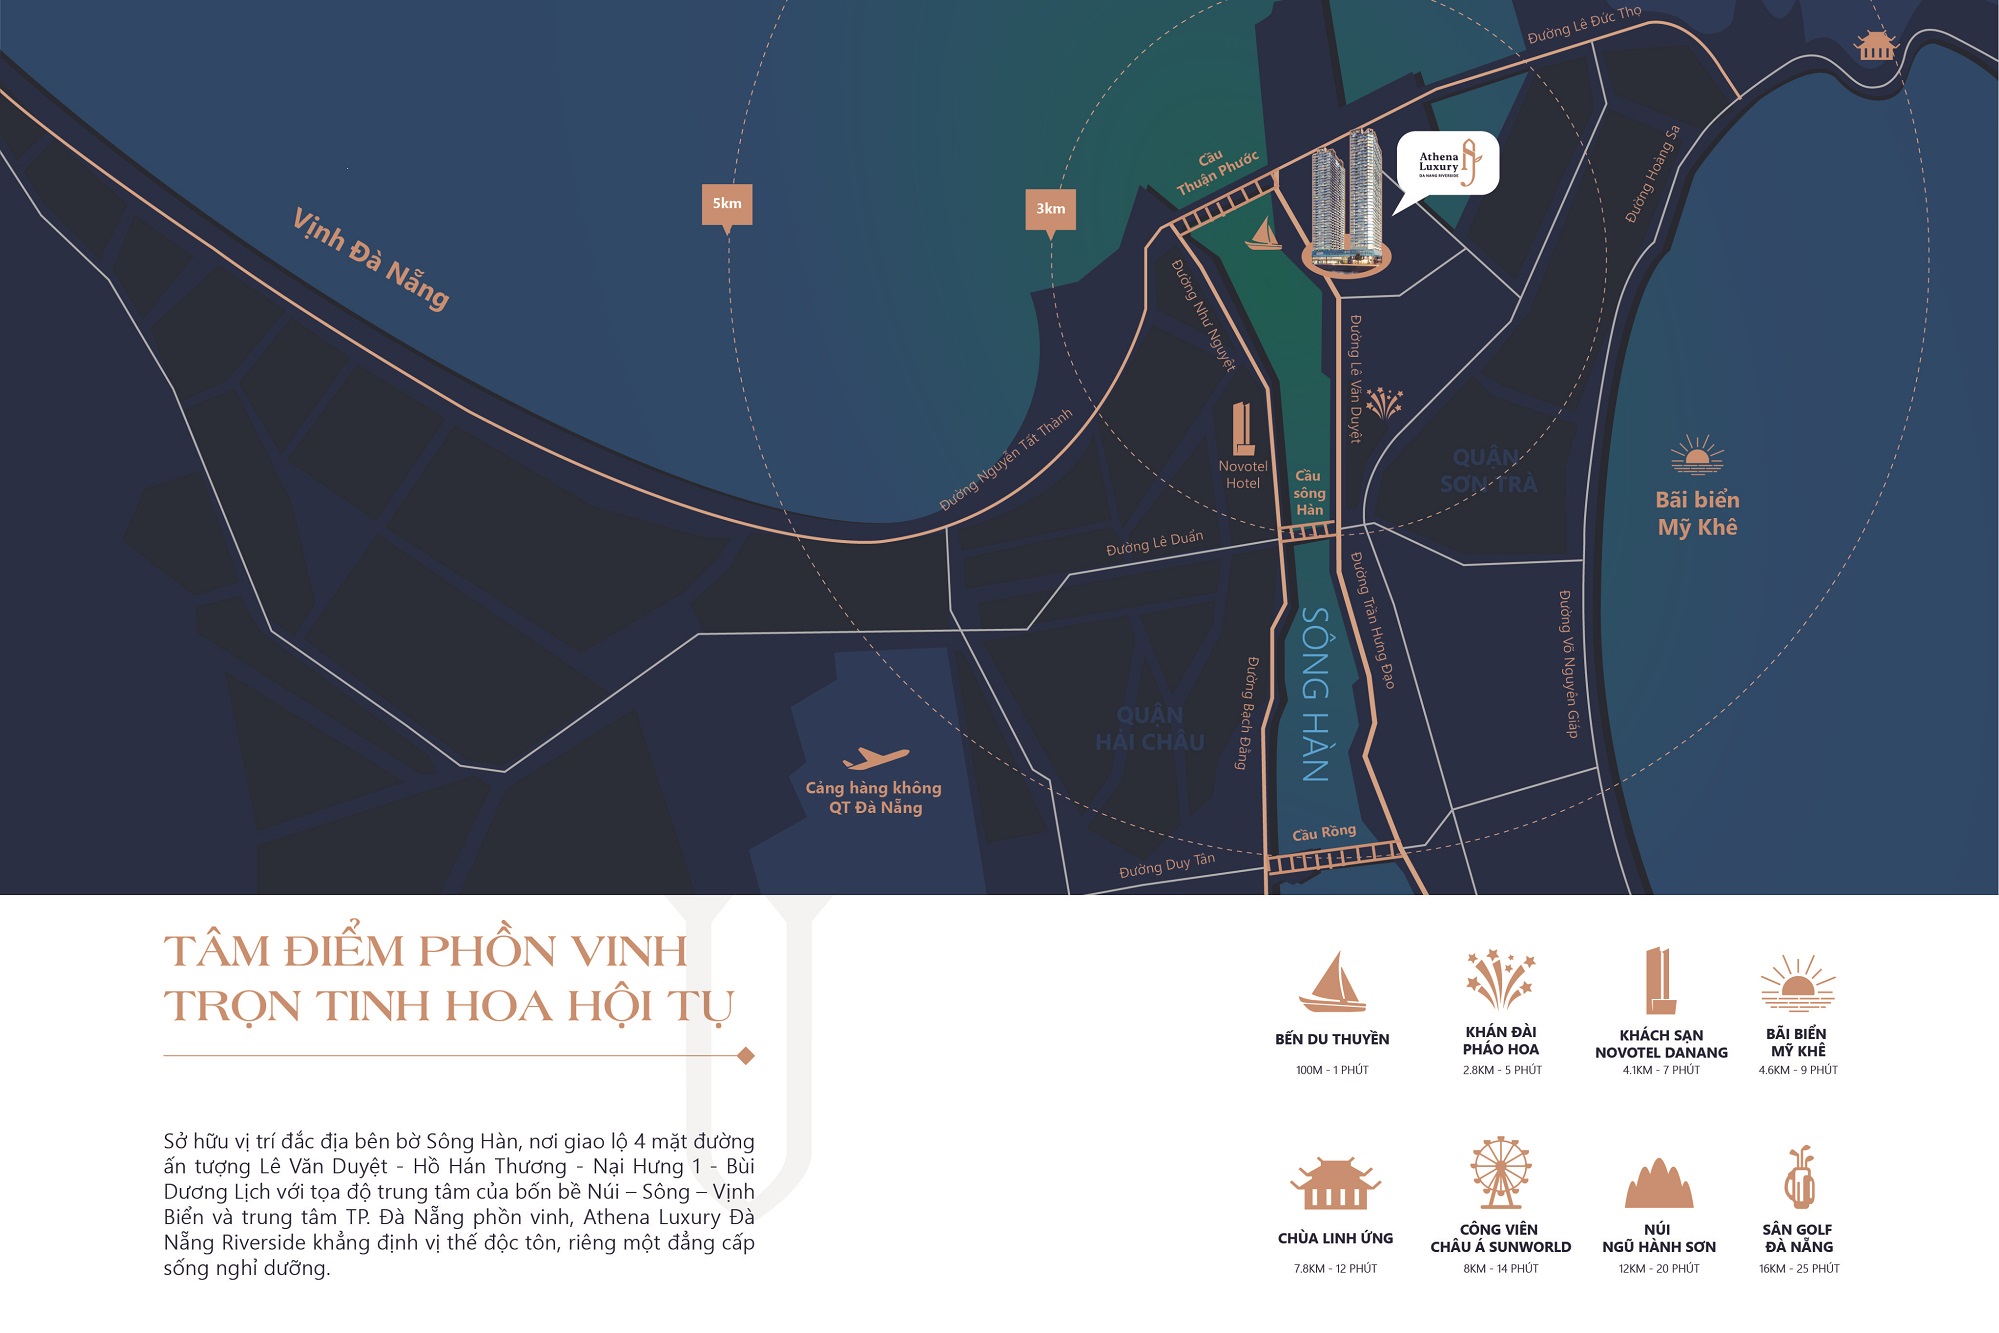 Đường Lê Đức Thọ
Cầu
Thuận Phước
Athena
Luxury
DA NANG RIVERSIDE
Đường Hoàng Sa
5km
3km
Vịnh Đà Nẵng
Đường Như Nguyệt
Đường Lê Văn Duyệt
Đường Nguyễn Tất Thành
Novotel
Hotel
Cầu
sông
Hàn
QUẬN
SƠN TRÀ
Bãi biển
Mỹ Khê
Đường Lê Duẩn
Đường Trần Hưng Đạo
Đường Võ Nguyên Giáp
SÔNG HÀN
Đường Bạch Đằng
QUẬN
HẢI CHÂU
Cảng hàng không
QT Đà Nẵng
Cầu Rồng
Đường Duy Tân
TÂM ĐIỂM PHỒN VINH
TRỌN TINH HOA HỘI TỤ
Sở hữu vị trí đắc địa bên bờ Sông Hàn, nơi giao lộ 4 mặt đường
ấn tượng Lê Văn Duyệt - Hồ Hán Thương - Nại Hưng 1 - Bùi
Dương Lịch với tọa độ trung tâm của bốn bề Núi – Sông – Vịnh
Biển và trung tâm TP. Đà Nẵng phồn vinh, Athena Luxury Đà
Nẵng Riverside khẳng định vị thế độc tôn, riêng một đẳng cấp
sống nghỉ dưỡng.
BẾN DU THUYỀN
100M - 1 PHÚT
KHÁN ĐÀI
PHÁO HOA
2.8KM - 5 PHÚT
KHÁCH SẠN
NOVOTEL DANANG
4.1KM - 7 PHÚT
BÃI BIỂN
MỸ KHÊ
4.6KM - 9 PHÚT
CHÙA LINH ỨNG
7.8KM - 12 PHÚT
CÔNG VIÊN
CHÂU Á SUNWORLD
8KM - 14 PHÚT
NÚI
NGŨ HÀNH SƠN
12KM - 20 PHÚT
SÂN GOLF
ĐÀ NẴNG
16KM - 25 PHÚT